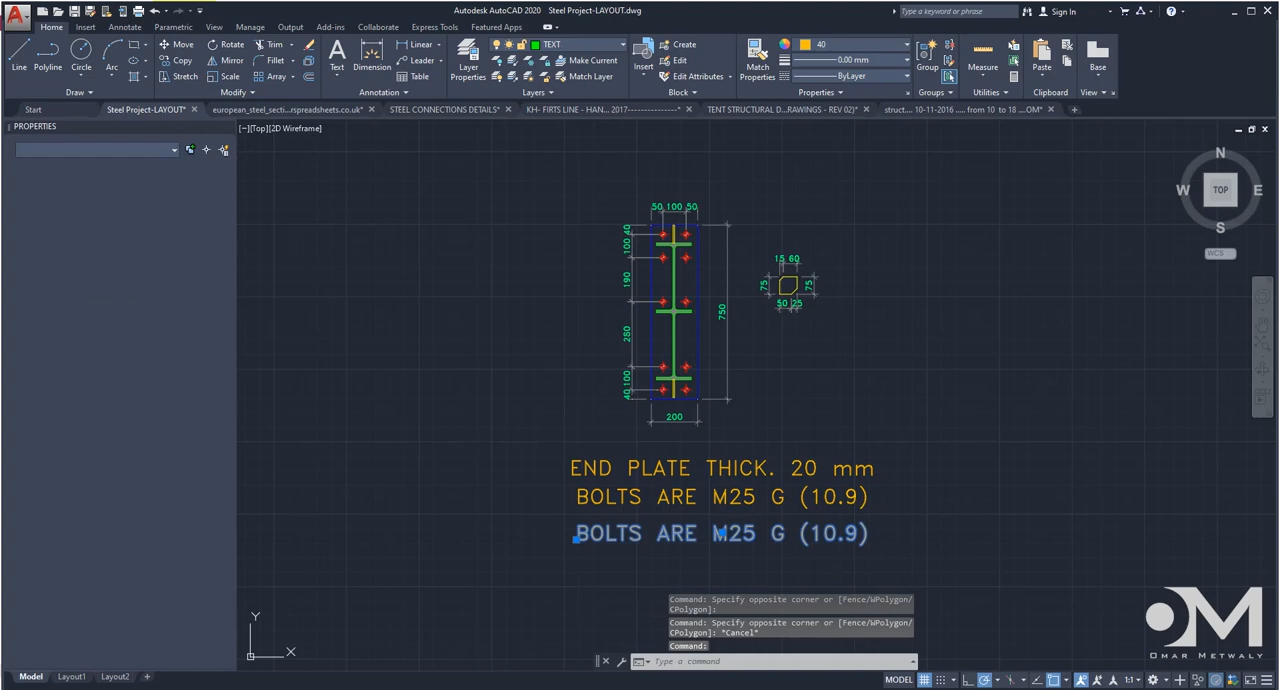 Autodesk AutoCAD 2020 Steel Project-LAYOUT.dwg
Type a keyword or phrase
Sign In
Home Insert Annotate Parametric View Manage Output Add-ins Collaborate Express Tools Featured Apps
Line Polyline Circle Arc
Move Rotate Trim
Copy Mirror Fillet
Stretch Scale Array
Text Dimension
Linear
Leader
Table
Layer Properties
TEXT
Make Current
Match Layer
Insert
Create
Edit
Edit Attributes
Match Properties
40
0.00 mm
ByLayer
Group Measure Paste Base
Draw Modify Annotation Layers Block Properties Groups Utilities Clipboard View
Start Steel Project-LAYOUT* european_steel_secti...rspreadsheets.co.uk* STEEL CONNECTIONS DETAILS* KH- FIRTS LINE - HAN... 2017---------------* TENT STRUCTURAL D...RAWINGS - REV 02)* struct... 10-11-2016 .... from 10 to 18 ....OM*
PROPERTIES
[−][Top][2D Wireframe]
N
W TOP E
S
WCS
50 100 50
40
100
190
280
100
40
750
200
15 60
75 75
50 25
END PLATE THICK. 20 mm
BOLTS ARE M25 G (10.9)
BOLTS ARE M25 G (10.9)
Command: Specify opposite corner or [Fence/WPolygon/
CPolygon]:
Command: Specify opposite corner or [Fence/WPolygon/
CPolygon]: *Cancel*
Command:
Type a command
Y
X
OM
OMAR METWALY
Model Layout1 Layout2 +
MODEL
1:1